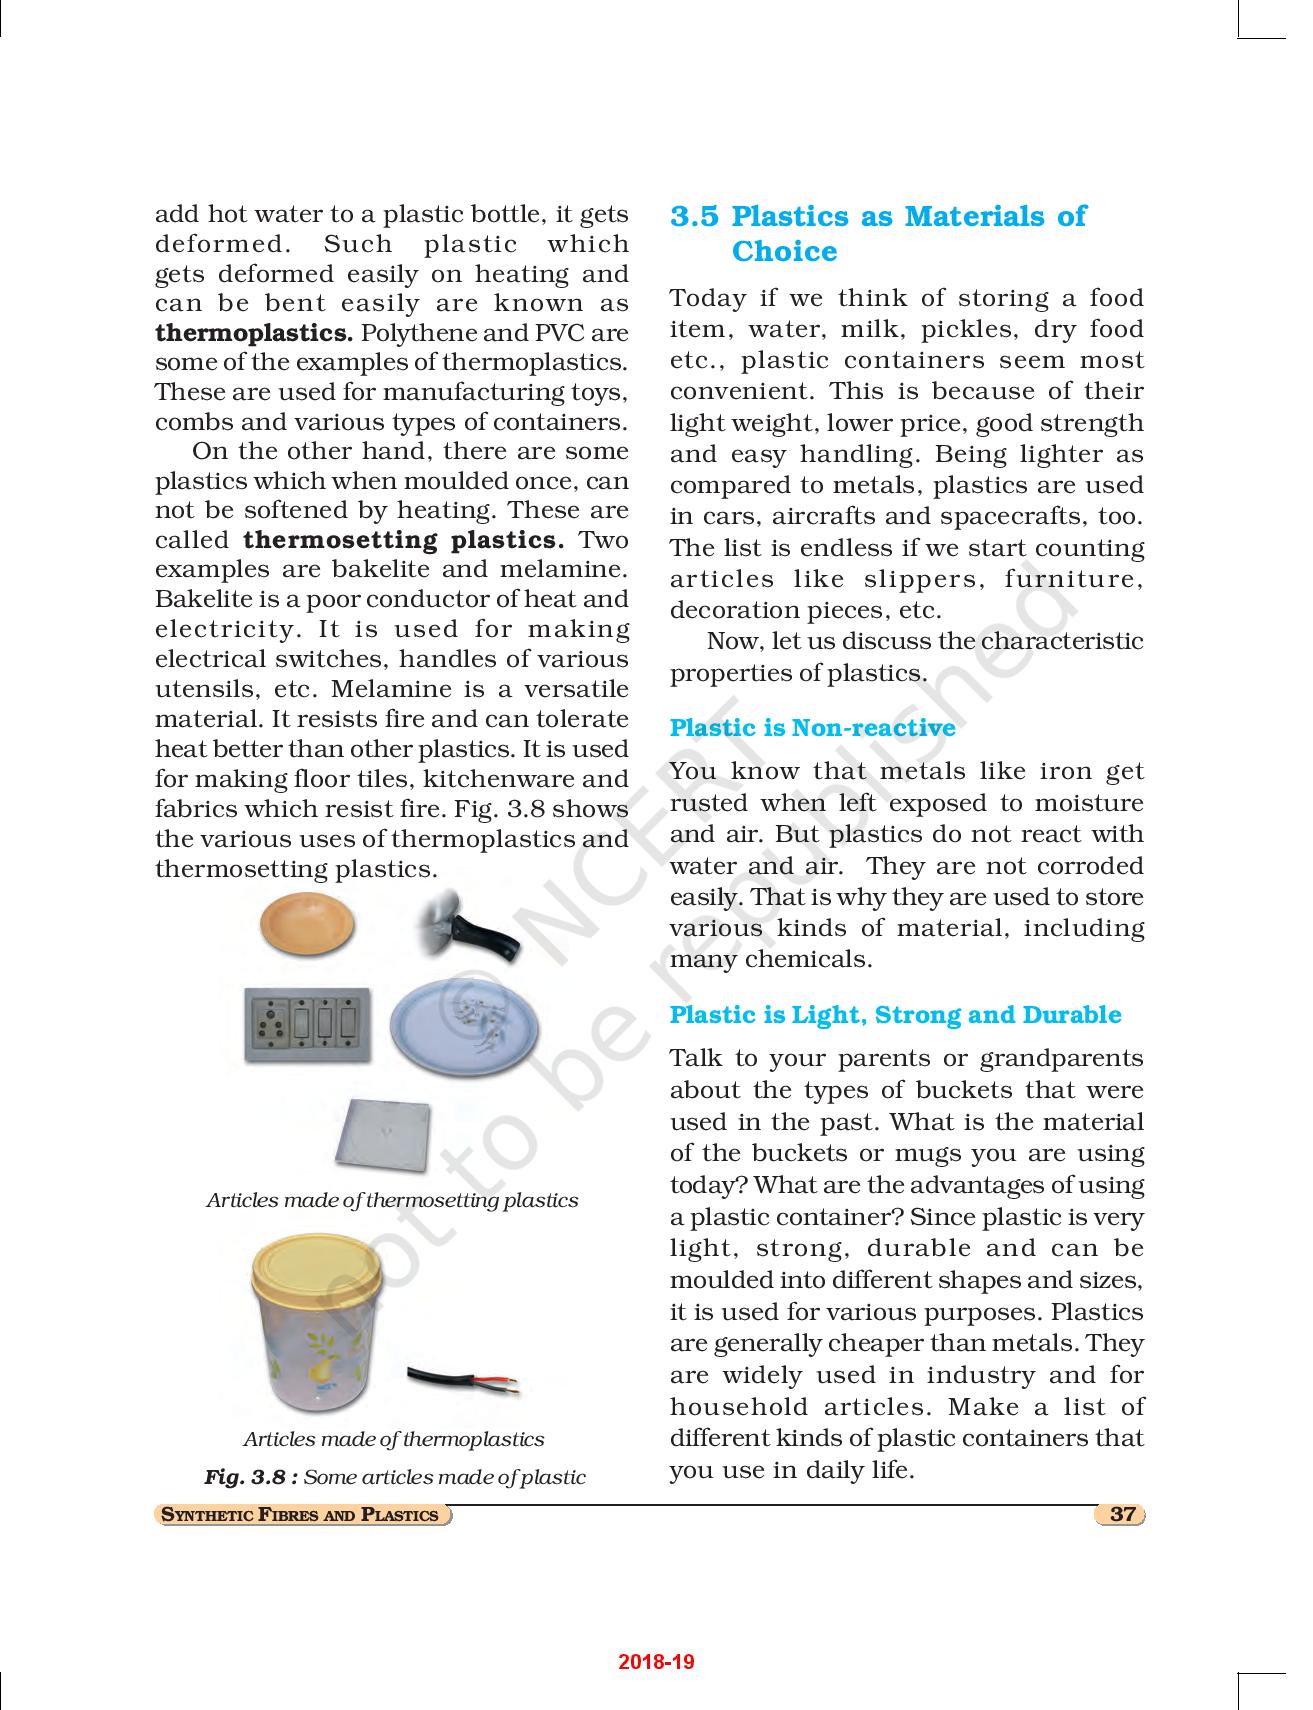 add hot water to a plastic bottle, it gets
deformed. Such plastic which
gets deformed easily on heating and
can be bent easily are known as
thermoplastics. Polythene and PVC are
some of the examples of thermoplastics.
These are used for manufacturing toys,
combs and various types of containers.
On the other hand, there are some
plastics which when moulded once, can
not be softened by heating. These are
called thermosetting plastics. Two
examples are bakelite and melamine.
Bakelite is a poor conductor of heat and
electricity. It is used for making
electrical switches, handles of various
utensils, etc. Melamine is a versatile
material. It resists fire and can tolerate
heat better than other plastics. It is used
for making floor tiles, kitchenware and
fabrics which resist fire. Fig. 3.8 shows
the various uses of thermoplastics and
thermosetting plastics.
Articles made of thermosetting plastics
Articles made of thermoplastics
Fig. 3.8 : Some articles made of plastic
3.5 Plastics as Materials of
Choice
Today if we think of storing a food
item, water, milk, pickles, dry food
etc., plastic containers seem most
convenient. This is because of their
light weight, lower price, good strength
and easy handling. Being lighter as
compared to metals, plastics are used
in cars, aircrafts and spacecrafts, too.
The list is endless if we start counting
articles like slippers, furniture,
decoration pieces, etc.
Now, let us discuss the characteristic
properties of plastics.
Plastic is Non-reactive
You know that metals like iron get
rusted when left exposed to moisture
and air. But plastics do not react with
water and air. They are not corroded
easily. That is why they are used to store
various kinds of material, including
many chemicals.
Plastic is Light, Strong and Durable
Talk to your parents or grandparents
about the types of buckets that were
used in the past. What is the material
of the buckets or mugs you are using
today? What are the advantages of using
a plastic container? Since plastic is very
light, strong, durable and can be
moulded into different shapes and sizes,
it is used for various purposes. Plastics
are generally cheaper than metals. They
are widely used in industry and for
household articles. Make a list of
different kinds of plastic containers that
you use in daily life.
© NCERT
not to be republished
SYNTHETIC FIBRES AND PLASTICS
37
2018-19